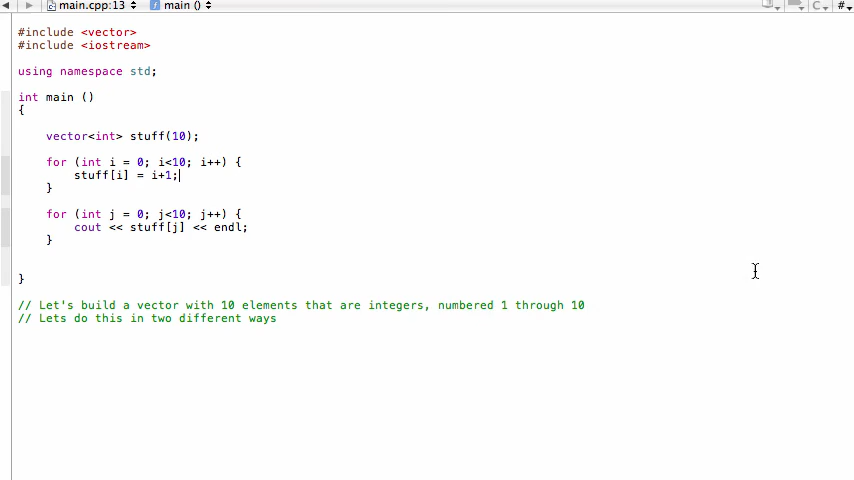 main.cpp:13 main () C #
#include <vector>
#include <iostream>
using namespace std;
int main ()
{
vector<int> stuff(10);
for (int i = 0; i<10; i++) {
stuff[i] = i+1;
}
for (int j = 0; j<10; j++) {
cout << stuff[j] << endl;
}
}
// Let's build a vector with 10 elements that are integers, numbered 1 through 10
// Lets do this in two different ways